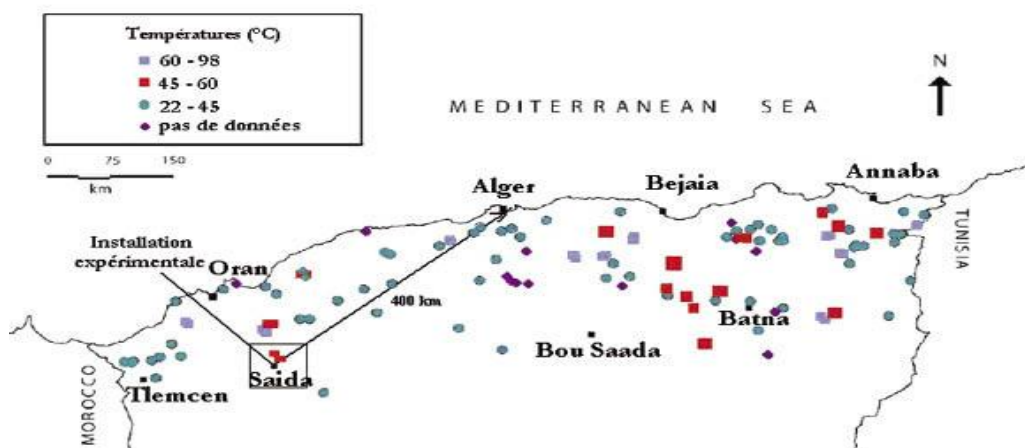 Températures (°C)
60 - 98
45 - 60
22 - 45
pas de données
0 75 150
km
N
MEDITERRANEAN SEA
Annaba
Bejaia
Alger
TUNISIA
Installation
expérimentale
Oran
400 km
Batna
Bou Saada
Saida
Tlemcen
MOROCCO